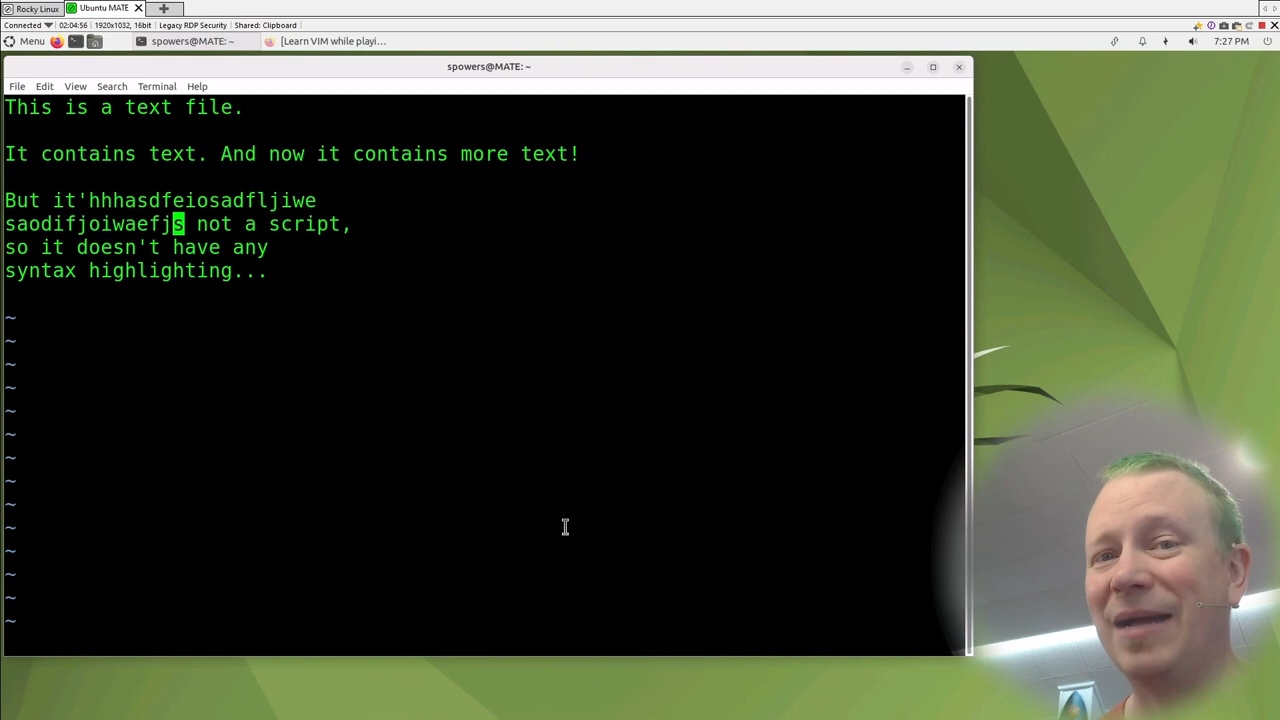 Rocky Linux
Ubuntu MATE
Connected
02:04:56
1920x1032, 16bit
Legacy RDP Security
Shared: Clipboard
Menu
spowers@MATE: ~
[Learn VIM while playi...
7:27 PM
spowers@MATE: ~
File Edit View Search Terminal Help
This is a text file.
It contains text. And now it contains more text!
But it'hhhasdfeiosadfljiwe
saodifjoiwaefjs not a script,
so it doesn't have any
syntax highlighting...
~
~
~
~
~
~
~
~
~
~
~
~
~
~